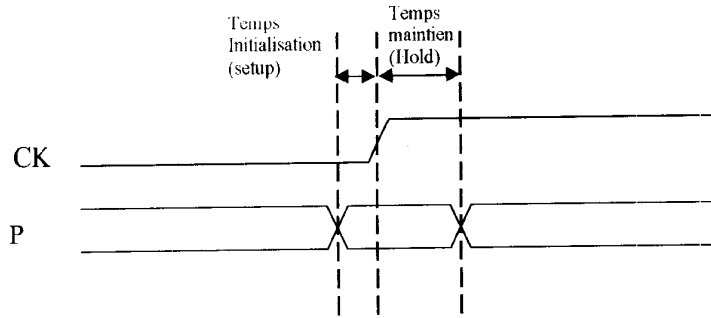 Temps
Initialisation
(setup)
Temps
maintien
(Hold)
CK
P